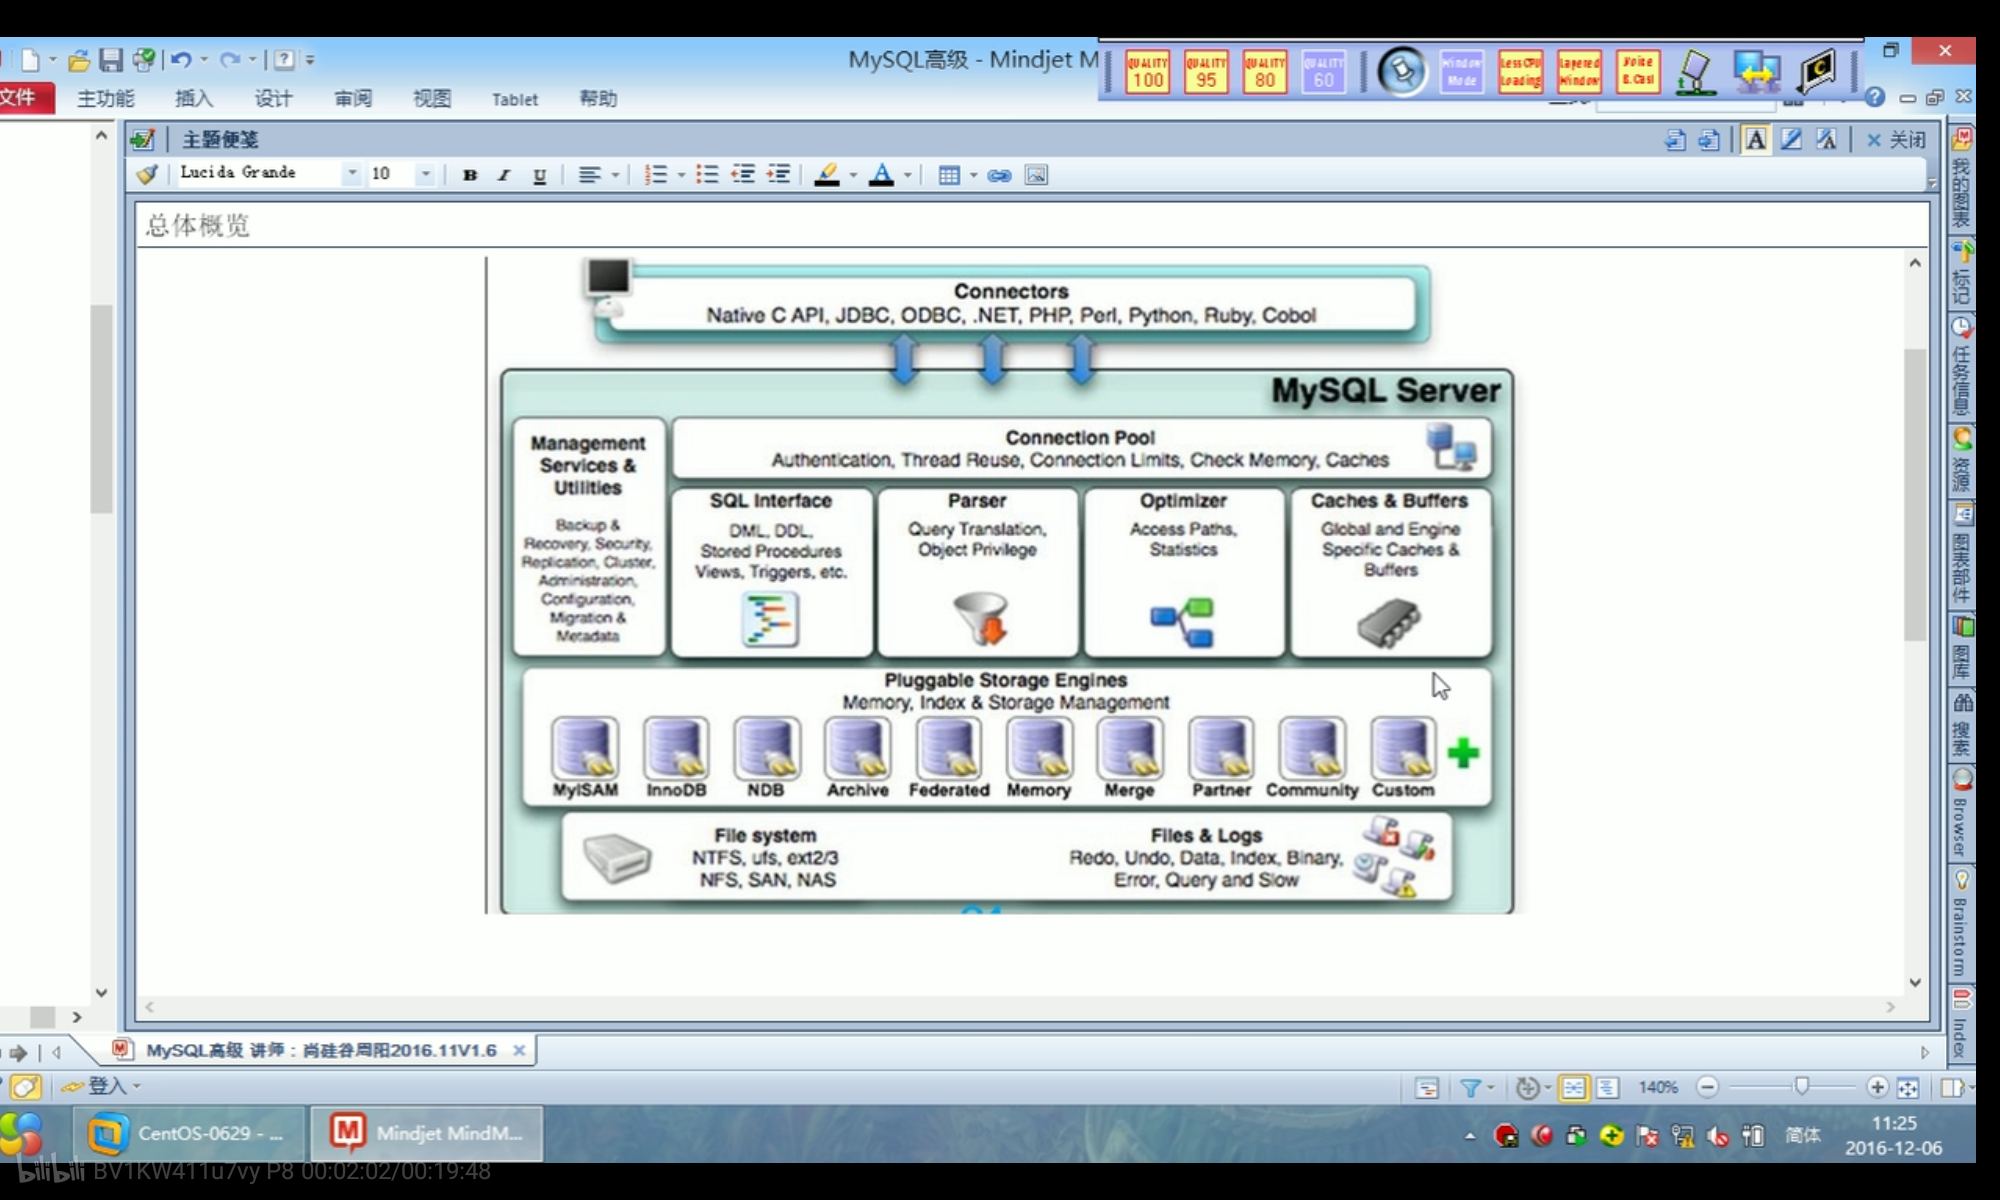 MySQL高级 - Mindjet M
QUALITY 100
QUALITY 95
QUALITY 80
QUALITY 60
Window Mode
LessCPU Loading
Layered Window
Voice B.Cast
文件 主功能 插入 设计 审阅 视图 Tablet 帮助
主题便笺
关闭
Lucida Grande 10
总体概览
Connectors
Native C API, JDBC, ODBC, .NET, PHP, Perl, Python, Ruby, Cobol
MySQL Server
Management
Services &
Utilities
Backup &
Recovery, Security,
Replication, Cluster,
Administration,
Configuration,
Migration &
Metadata
Connection Pool
Authentication, Thread Reuse, Connection Limits, Check Memory, Caches
SQL Interface
DML, DDL,
Stored Procedures
Views, Triggers, etc.
Parser
Query Translation,
Object Privilege
Optimizer
Access Paths,
Statistics
Caches & Buffers
Global and Engine
Specific Caches &
Buffers
Pluggable Storage Engines
Memory, Index & Storage Management
MyISAM InnoDB NDB Archive Federated Memory Merge Partner Community Custom
File system
NTFS, ufs, ext2/3
NFS, SAN, NAS
Files & Logs
Redo, Undo, Data, Index, Binary,
Error, Query and Slow
我的图表
标记
任务信息
资源
图表部件
图库
搜索
Browser
Brainstorm
Index
MySQL高级 讲师：尚硅谷周阳2016.11V1.6
登入
140%
CentOS-0629 - ...
Mindjet MindM...
简体
11:25
2016-12-06
bilibili BV1KW411u7vy P8 00:02:02/00:19:48